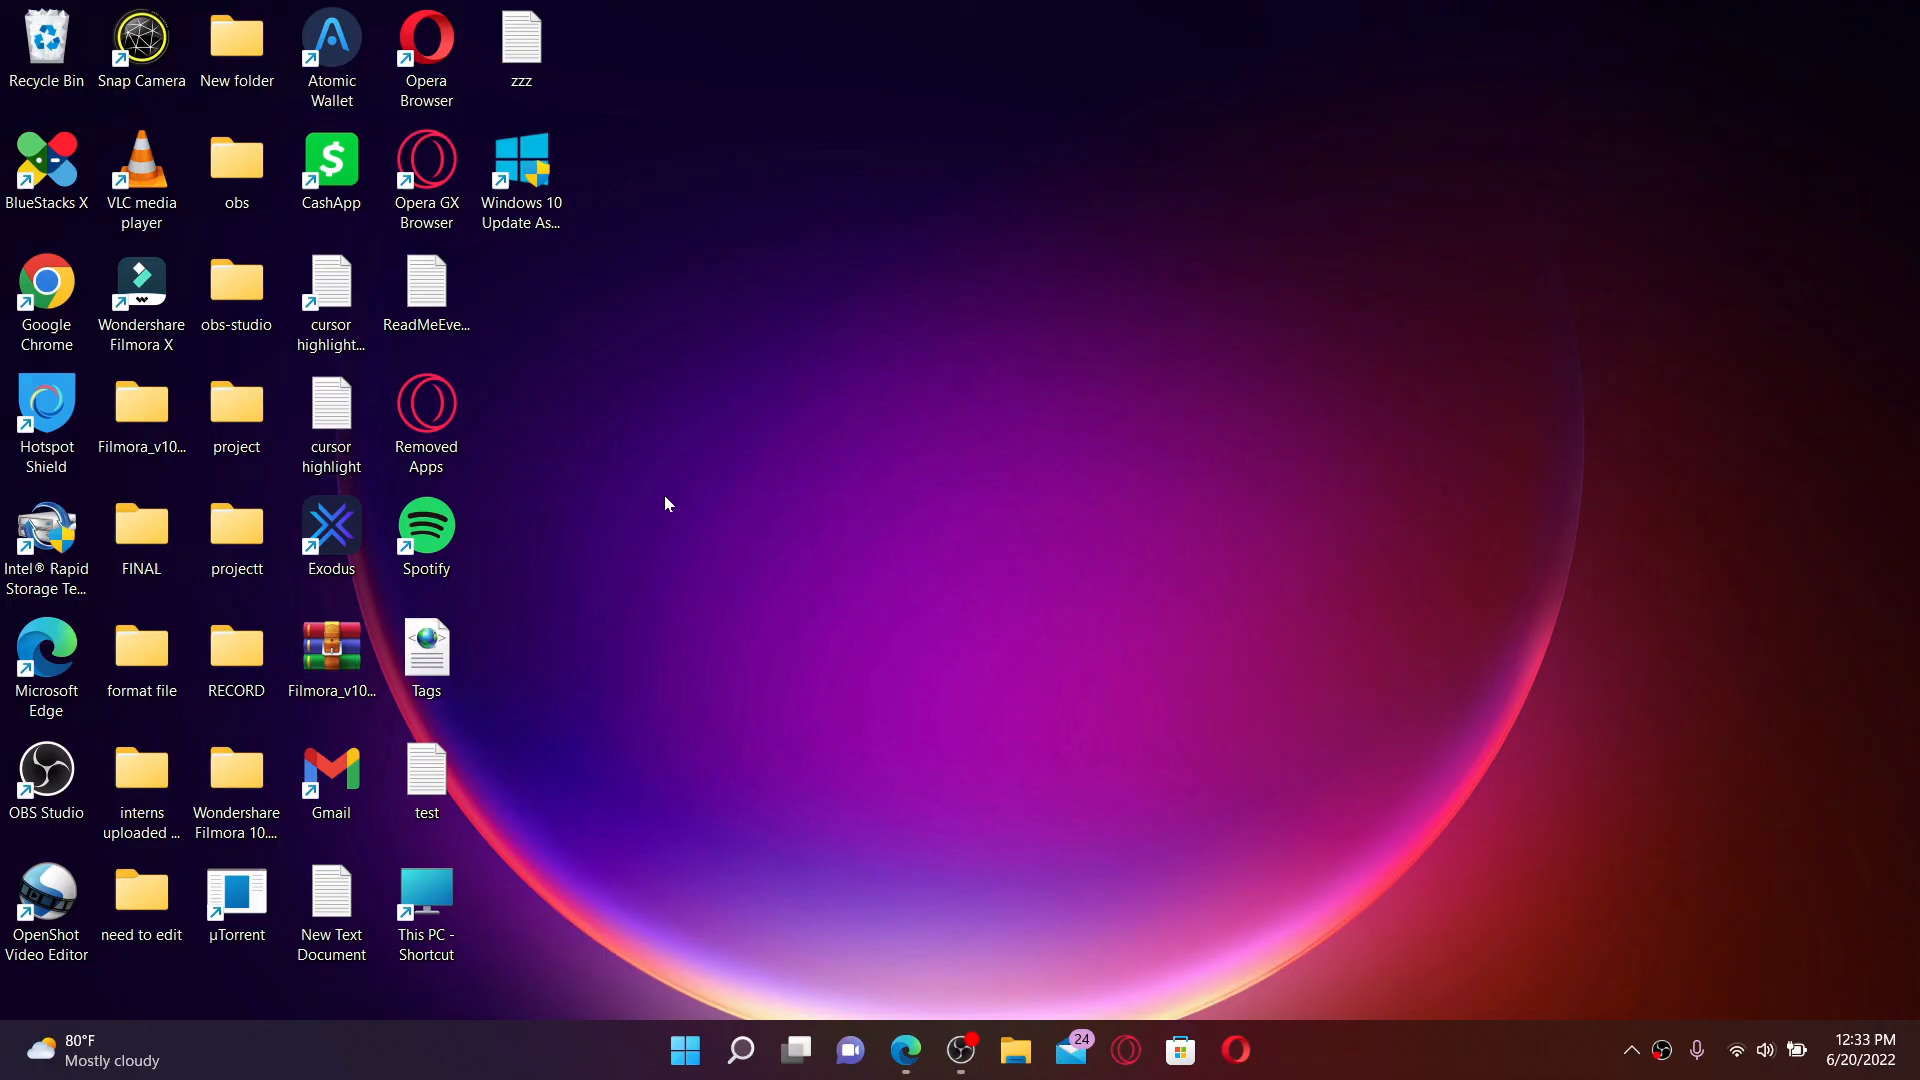 Recycle Bin
Snap Camera
New folder
Atomic
Wallet
Opera
Browser
zzz
BlueStacks X
VLC media
player
obs
CashApp
Opera GX
Browser
Windows 10
Update As...
Google
Chrome
Wondershare
Filmora X
obs-studio
cursor
highlight...
ReadMeEve...
Hotspot
Shield
Filmora_v10...
project
cursor
highlight
Removed
Apps
Intel® Rapid
Storage Te...
FINAL
projectt
Exodus
Spotify
Microsoft
Edge
format file
RECORD
Filmora_v10...
Tags
OBS Studio
interns
uploaded ...
Wondershare
Filmora 10....
Gmail
test
OpenShot
Video Editor
need to edit
µTorrent
New Text
Document
This PC -
Shortcut
80°F
Mostly cloudy
24
12:33 PM
6/20/2022